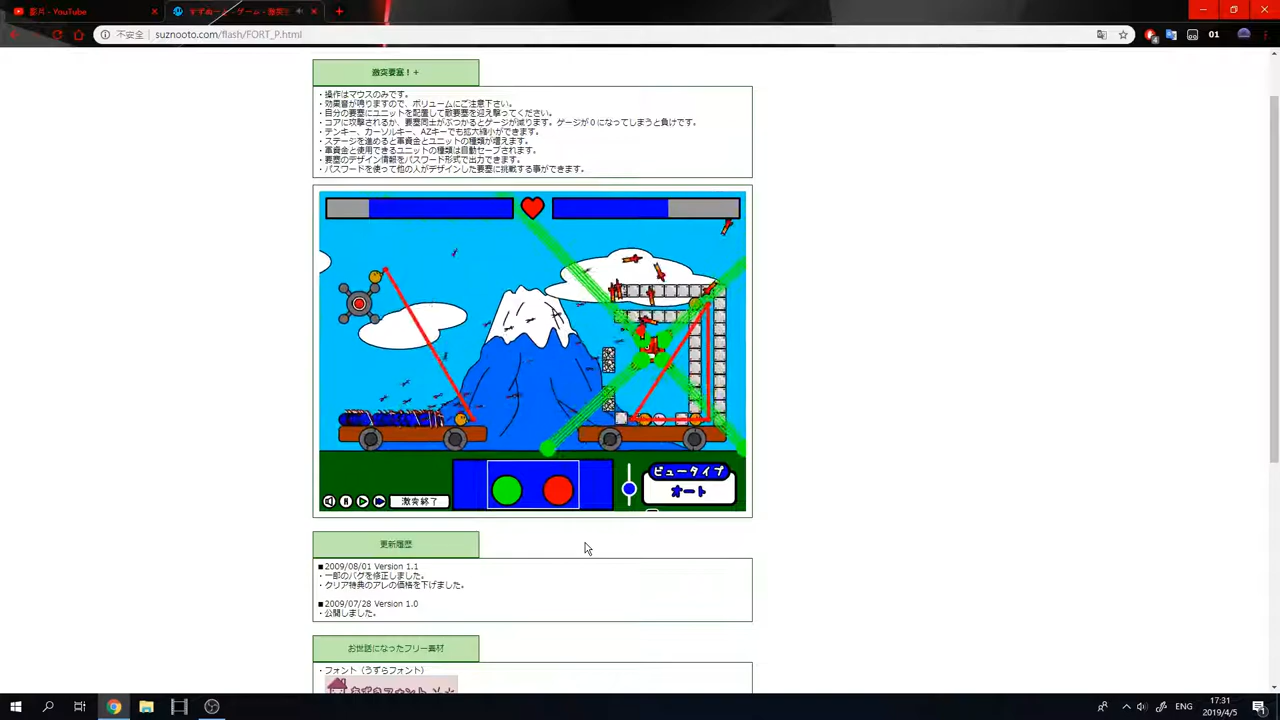 影片 - YouTube
すずぬーと - ゲーム - 激突要
不安全
suznooto.com/flash/FORT_P.html
4
01
激突要塞！＋
・操作はマウスのみです。
・効果音が鳴りますので、ボリュームにご注意下さい。
・自分の要塞にユニットを配置して敵要塞を迎え撃ってください。
・コアに攻撃されるか、要塞同士がぶつかるとゲージが減ります。ゲージが０になってしまうと負けです。
・テンキー、カーソルキー、AZキーでも拡大縮小ができます。
・ステージを進めると軍資金とユニットの種類が増えます。
・軍資金と使用できるユニットの種類は自動セーブされます。
・要塞のデザイン情報をパスワード形式で出力できます。
・パスワードを使って他の人がデザインした要塞に挑戦する事ができます。
激突終了
ビュータイプ
オート
更新履歴
■2009/08/01 Version 1.1
・一部のバグを修正しました。
・クリア特典のアレの価格を下げました。
■2009/07/28 Version 1.0
・公開しました。
お世話になったフリー素材
・フォント（うずらフォント）
ENG
17:31
2019/4/5
1